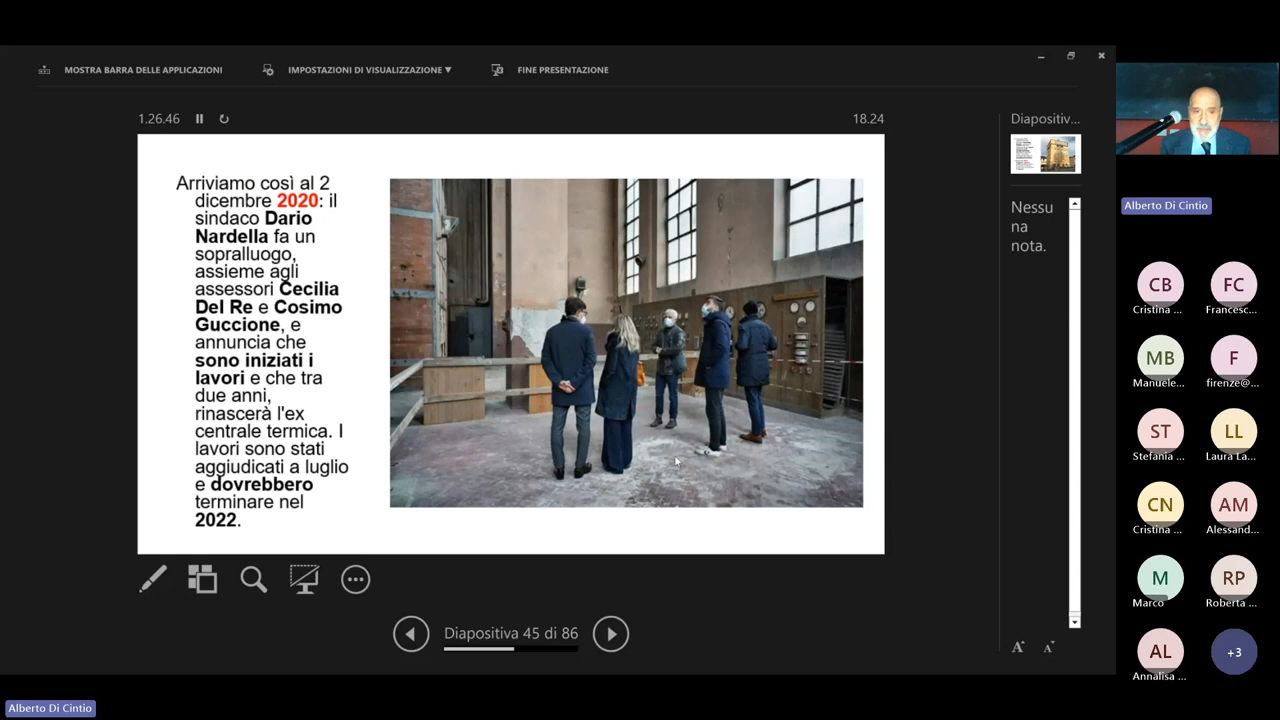 MOSTRA BARRA DELLE APPLICAZIONI
IMPOSTAZIONI DI VISUALIZZAZIONE ▼
FINE PRESENTAZIONE
1.26.46
18.24
Arriviamo così al 2
dicembre 2020: il
sindaco Dario
Nardella fa un
sopralluogo,
assieme agli
assessori Cecilia
Del Re e Cosimo
Guccione, e
annuncia che
sono iniziati i
lavori e che tra
due anni,
rinascerà l'ex
centrale termica. I
lavori sono stati
aggiudicati a luglio
e dovrebbero
terminare nel
2022.
Diapositiva 45 di 86
Diapositiv...
Nessu
na
nota.
A A
Alberto Di Cintio
CB FC
Cristina ... Francesc...
MB F
Manuele... firenze@...
ST LL
Stefania ... Laura La...
CN AM
Cristina ... Alessand...
M RP
Marco Roberta ...
AL +3
Annalisa ...
Alberto Di Cintio